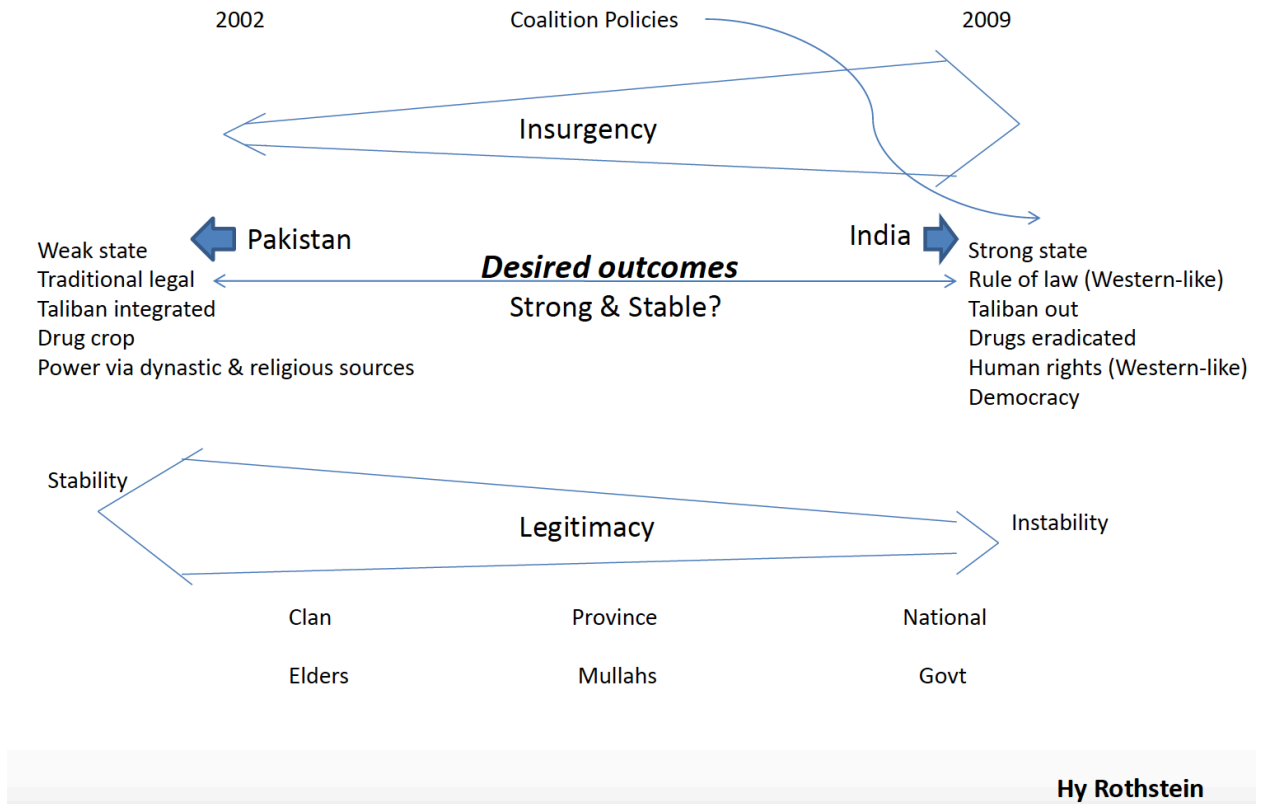 2002
Coalition Policies
2009
Insurgency
Pakistan
India
Weak state
Traditional legal
Taliban integrated
Drug crop
Power via dynastic & religious sources
Desired outcomes
Strong & Stable?
Strong state
Rule of law (Western-like)
Taliban out
Drugs eradicated
Human rights (Western-like)
Democracy
Stability
Legitimacy
Instability
Clan
Province
National
Elders
Mullahs
Govt
Hy Rothstein